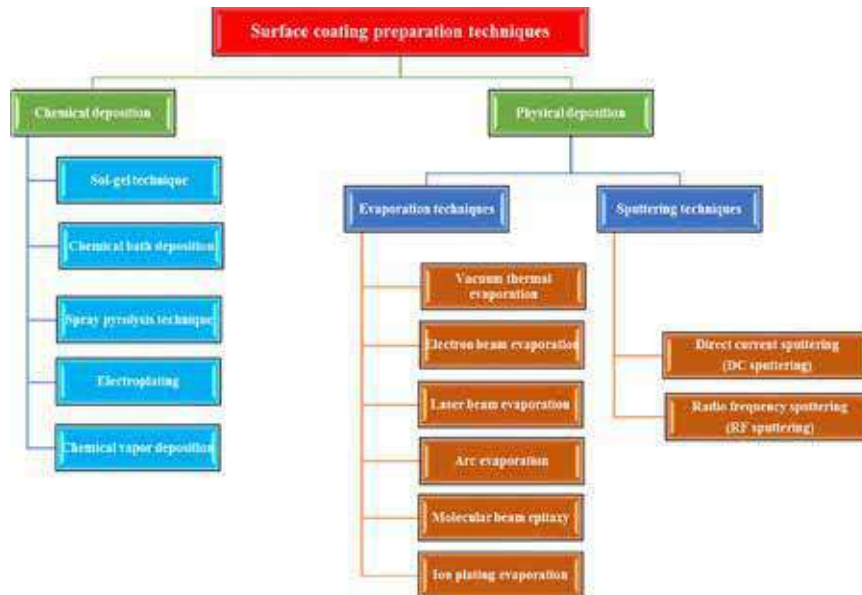 Surface coating preparation techniques
Chemical deposition
Physical deposition
Sol-gel technique
Chemical bath deposition
Spray pyrolysis technique
Electroplating
Chemical vapor deposition
Evaporation techniques
Sputtering techniques
Vacuum thermal
evaporation
Electron beam evaporation
Laser beam evaporation
Arc evaporation
Molecular beam epitaxy
Ion plating evaporation
Direct current sputtering
(DC sputtering)
Radio frequency sputtering
(RF sputtering)